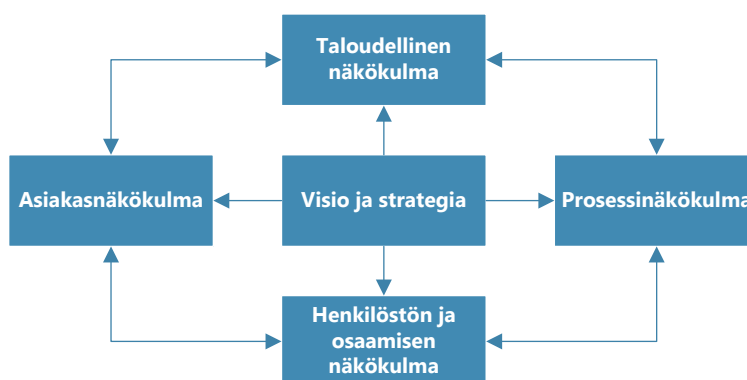 Taloudellinen
näkökulma
Asiakasnäkökulma
Visio ja strategia
Prosessinäkökulma
Henkilöstön ja
osaamisen
näkökulma